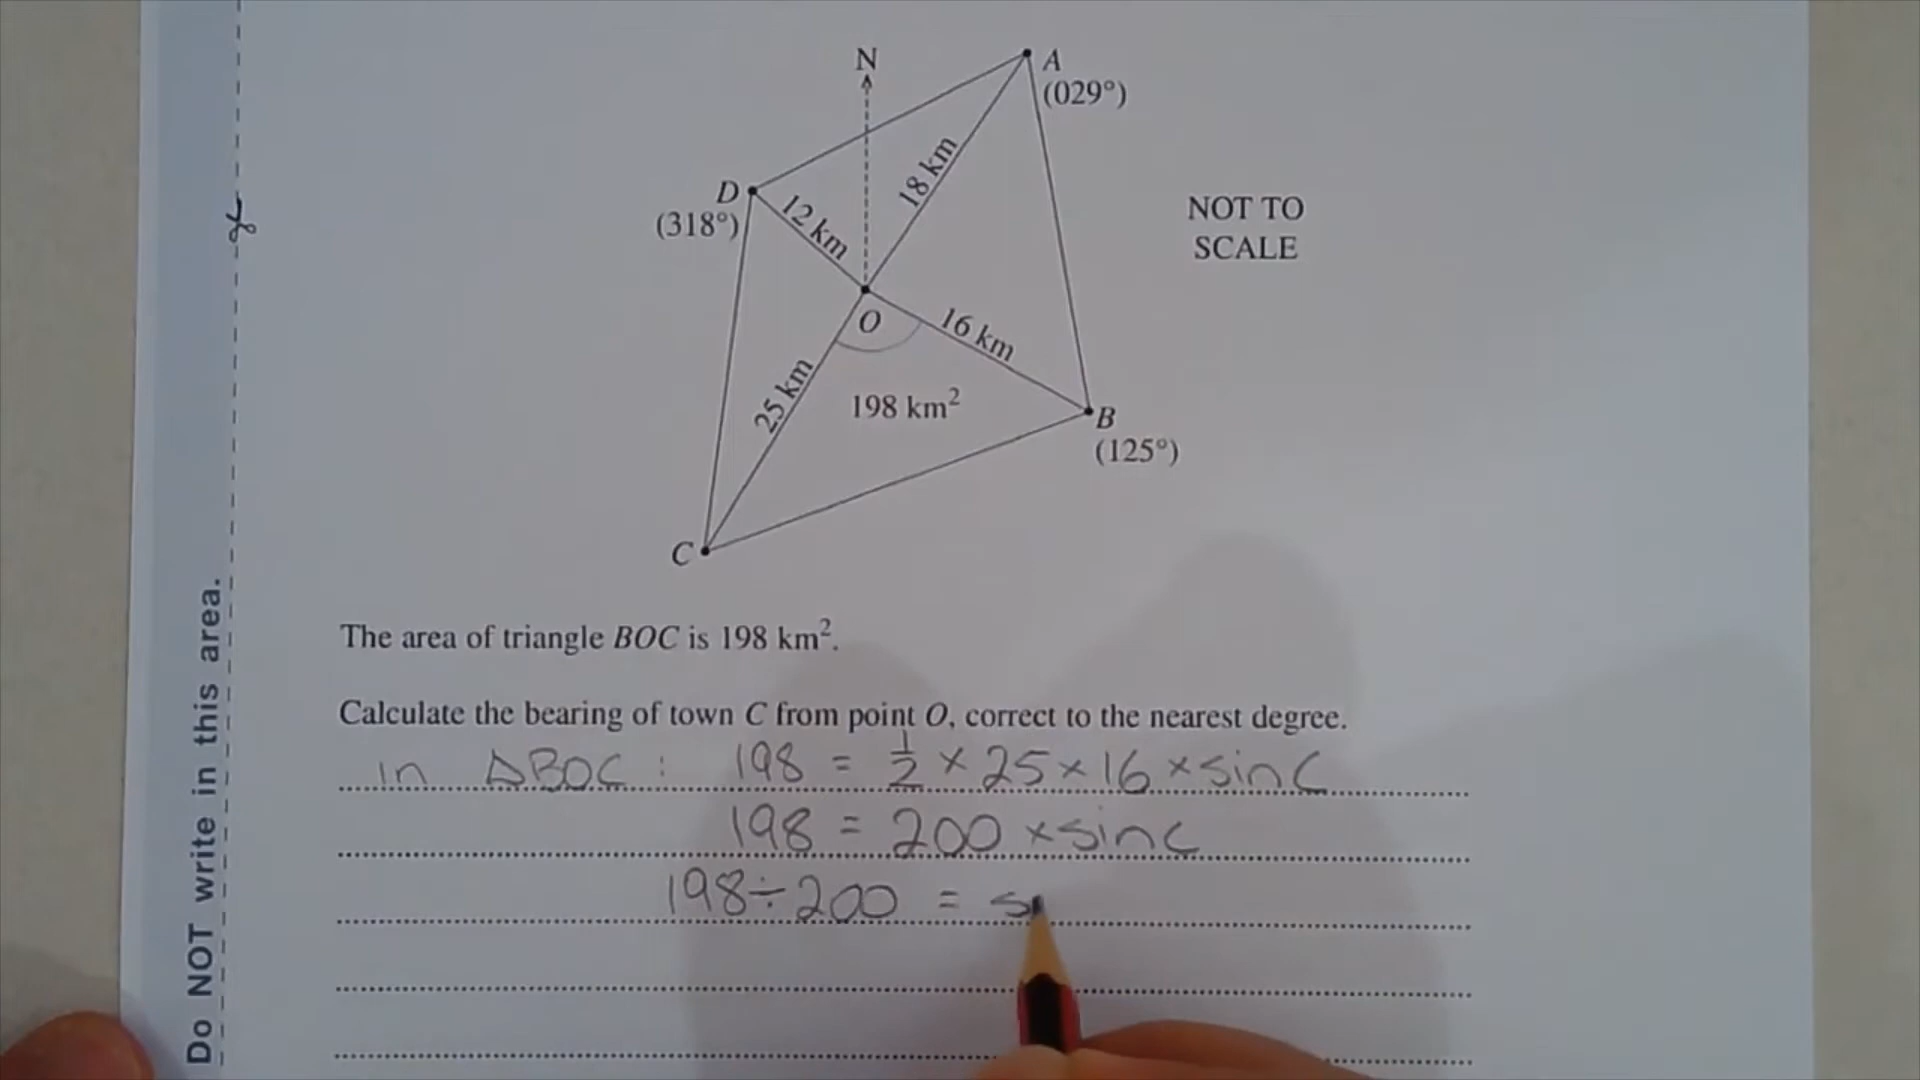 N
A
(029°)
D
(318°)
12 km
18 km
NOT TO
SCALE
O
16 km
25 km
198 km²
B
(125°)
C
Do NOT write in this area.
The area of triangle BOC is 198 km².
Calculate the bearing of town C from point O, correct to the nearest degree.
in △BOC : 198 = 1/2 × 25 × 16 × sin C
198 = 200 × sin C
198 ÷ 200 = s